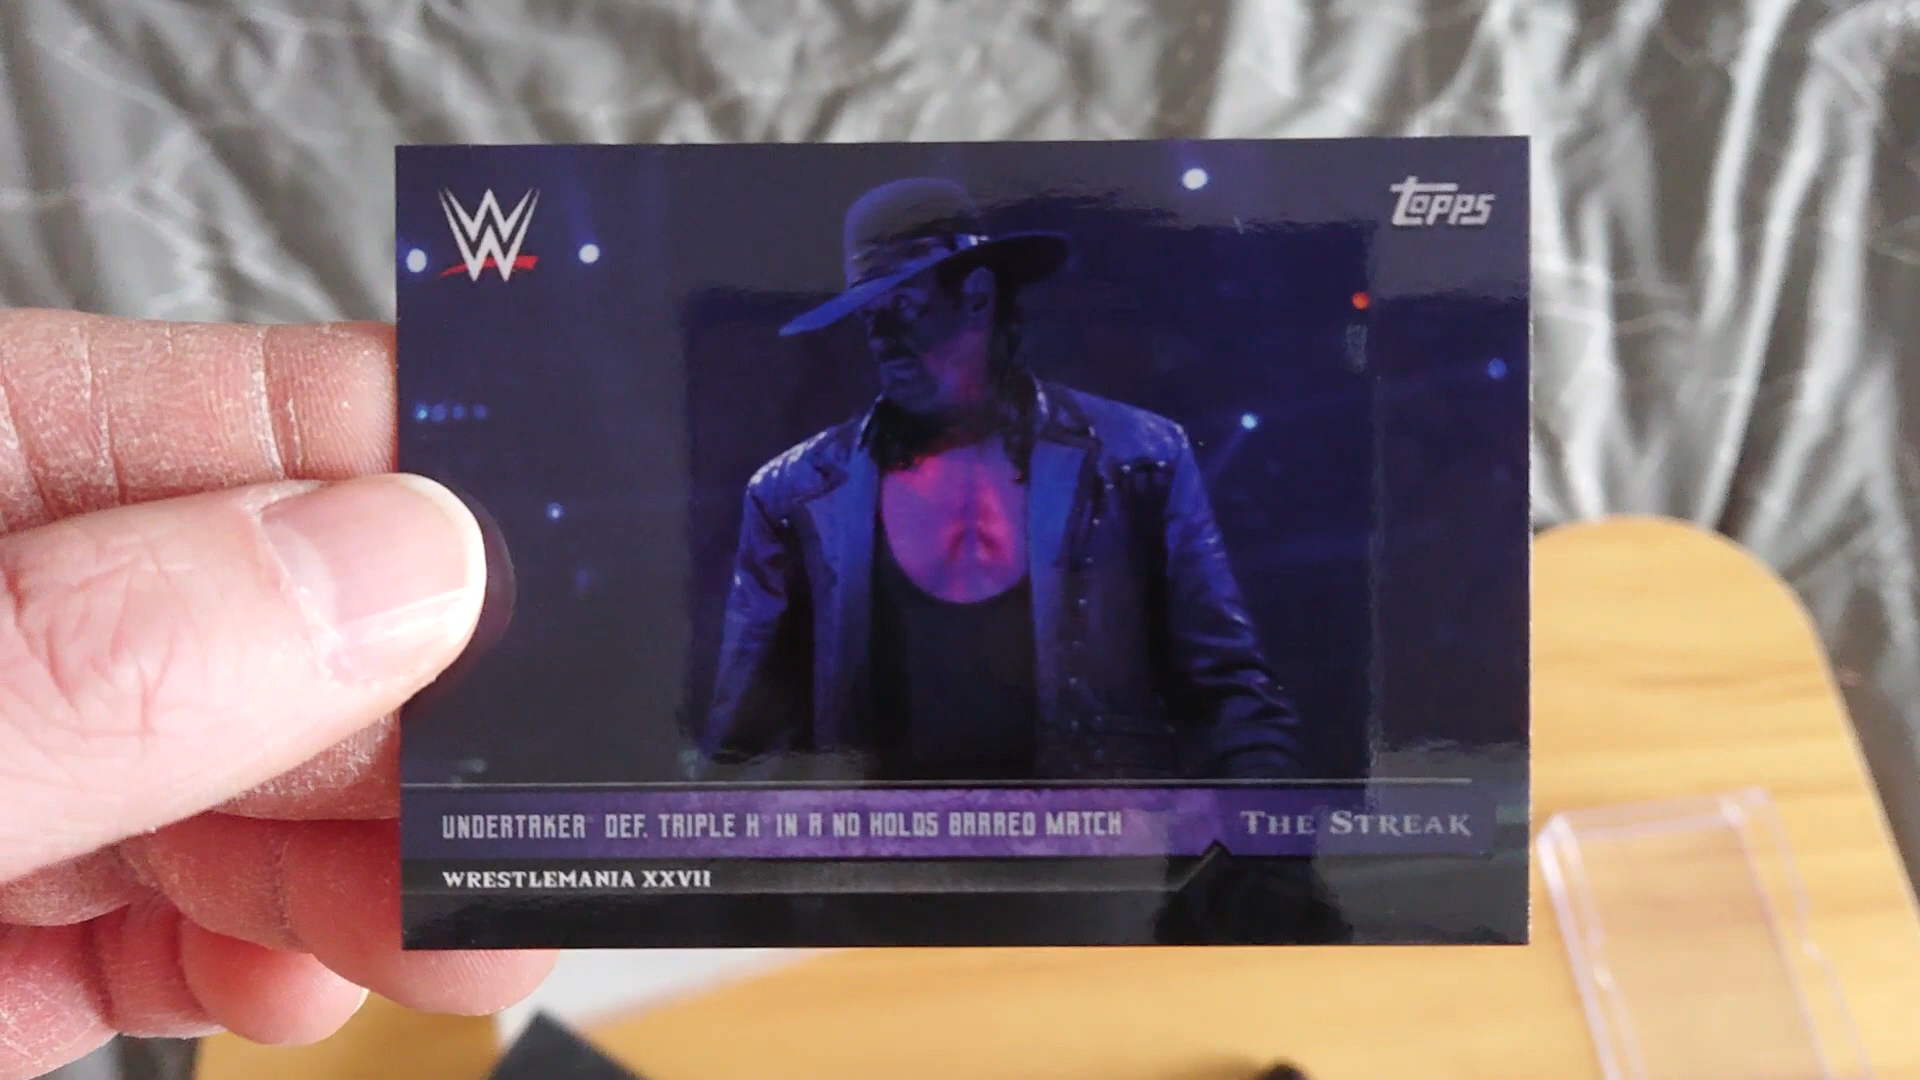 W
Topps
UNDERTAKER DEF. TRIPLE H IN A NO HOLDS BARRED MATCH
THE STREAK
WRESTLEMANIA XXVII